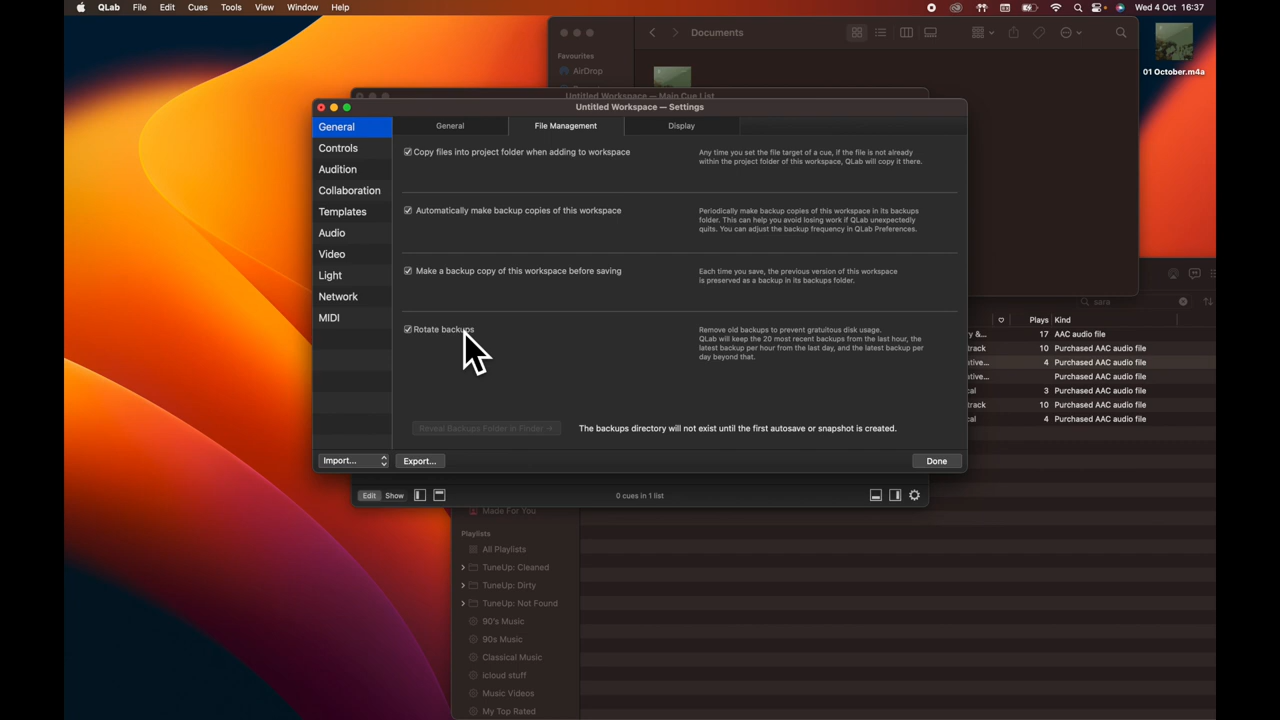 QLab File Edit Cues Tools View Window Help
Wed 4 Oct 16:37
Documents
Favourites
AirDrop
01 October.m4a
Untitled Workspace — Main Cue List
Untitled Workspace — Settings
General
Controls
Audition
Collaboration
Templates
Audio
Video
Light
Network
MIDI
General File Management Display
Copy files into project folder when adding to workspace
Any time you set the file target of a cue, if the file is not already
within the project folder of this workspace, QLab will copy it there.
Automatically make backup copies of this workspace
Periodically make backup copies of this workspace in its backups
folder. This can help you avoid losing work if QLab unexpectedly
quits. You can adjust the backup frequency in QLab Preferences.
Make a backup copy of this workspace before saving
Each time you save, the previous version of this workspace
is preserved as a backup in its backups folder.
Rotate backups
Remove old backups to prevent gratuitous disk usage.
QLab will keep the 20 most recent backups from the last hour, the
latest backup per hour from the last day, and the latest backup per
day beyond that.
Reveal Backups Folder in Finder →
The backups directory will not exist until the first autosave or snapshot is created.
Import... Export... Done
Edit Show
0 cues in 1 list
sara
Plays Kind
y &... 17 AAC audio file
track 10 Purchased AAC audio file
ative... 4 Purchased AAC audio file
ative... Purchased AAC audio file
cal 3 Purchased AAC audio file
track 10 Purchased AAC audio file
cal 4 Purchased AAC audio file
Made For You
Playlists
All Playlists
TuneUp: Cleaned
TuneUp: Dirty
TuneUp: Not Found
90's Music
90s Music
Classical Music
icloud stuff
Music Videos
My Top Rated